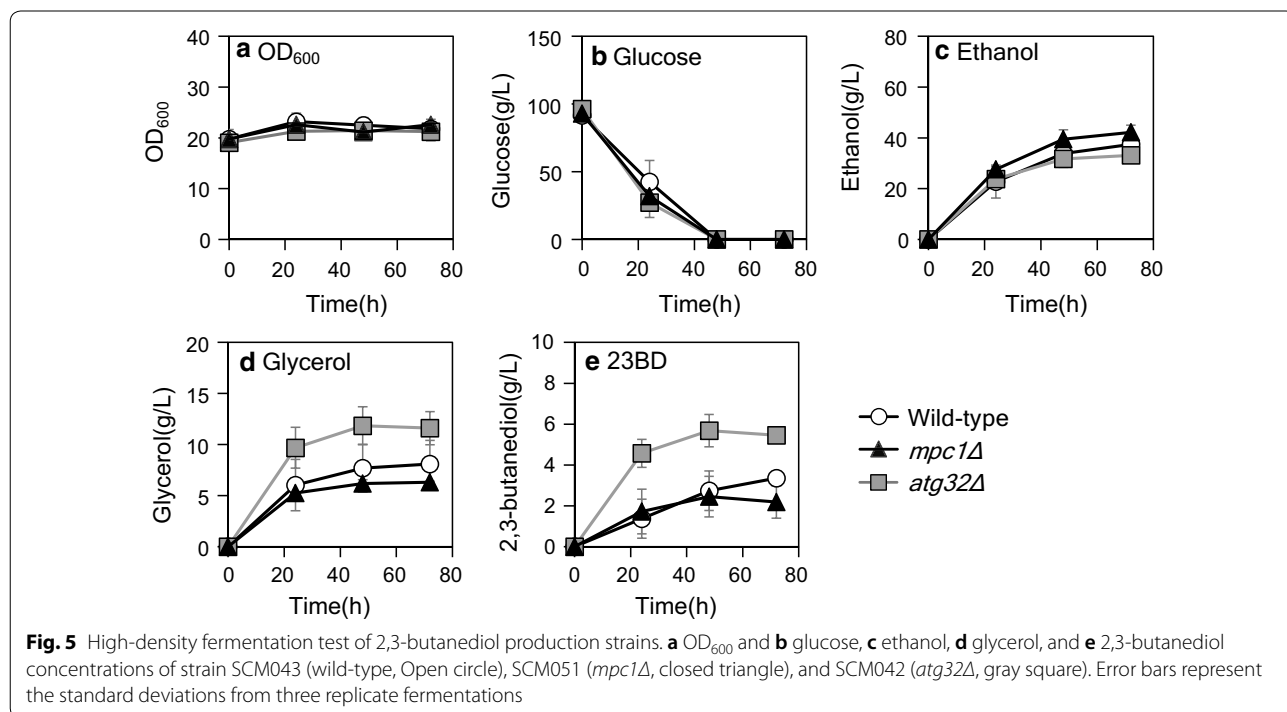 a OD600
40
30
20
10
0
OD600
0 20 40 60 80
Time(h)
b Glucose
150
100
50
0
Glucose(g/L)
0 20 40 60 80
Time(h)
c Ethanol
80
60
40
20
0
Ethanol(g/L)
0 20 40 60 80
Time(h)
d Glycerol
20
15
10
5
0
Glycerol(g/L)
0 20 40 60 80
Time(h)
e 23BD
10
8
6
4
2
0
2,3-butanediol(g/L)
0 20 40 60 80
Time(h)
Wild-type
mpc1Δ
atg32Δ
Fig. 5 High-density fermentation test of 2,3-butanediol production strains. a OD600 and b glucose, c ethanol, d glycerol, and e 2,3-butanediol
concentrations of strain SCM043 (wild-type, Open circle), SCM051 (mpc1Δ, closed triangle), and SCM042 (atg32Δ, gray square). Error bars represent
the standard deviations from three replicate fermentations